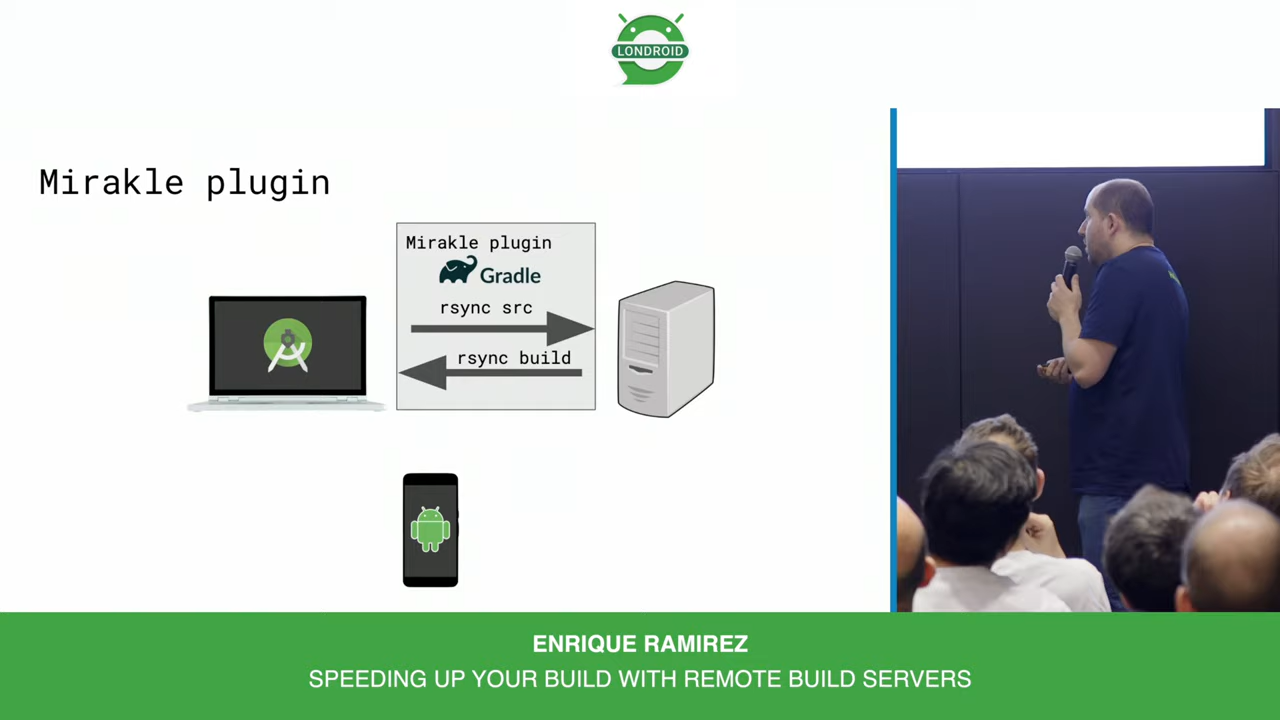 LONDROID
Mirakle plugin
Mirakle plugin
Gradle
rsync src
rsync build
ENRIQUE RAMIREZ
SPEEDING UP YOUR BUILD WITH REMOTE BUILD SERVERS